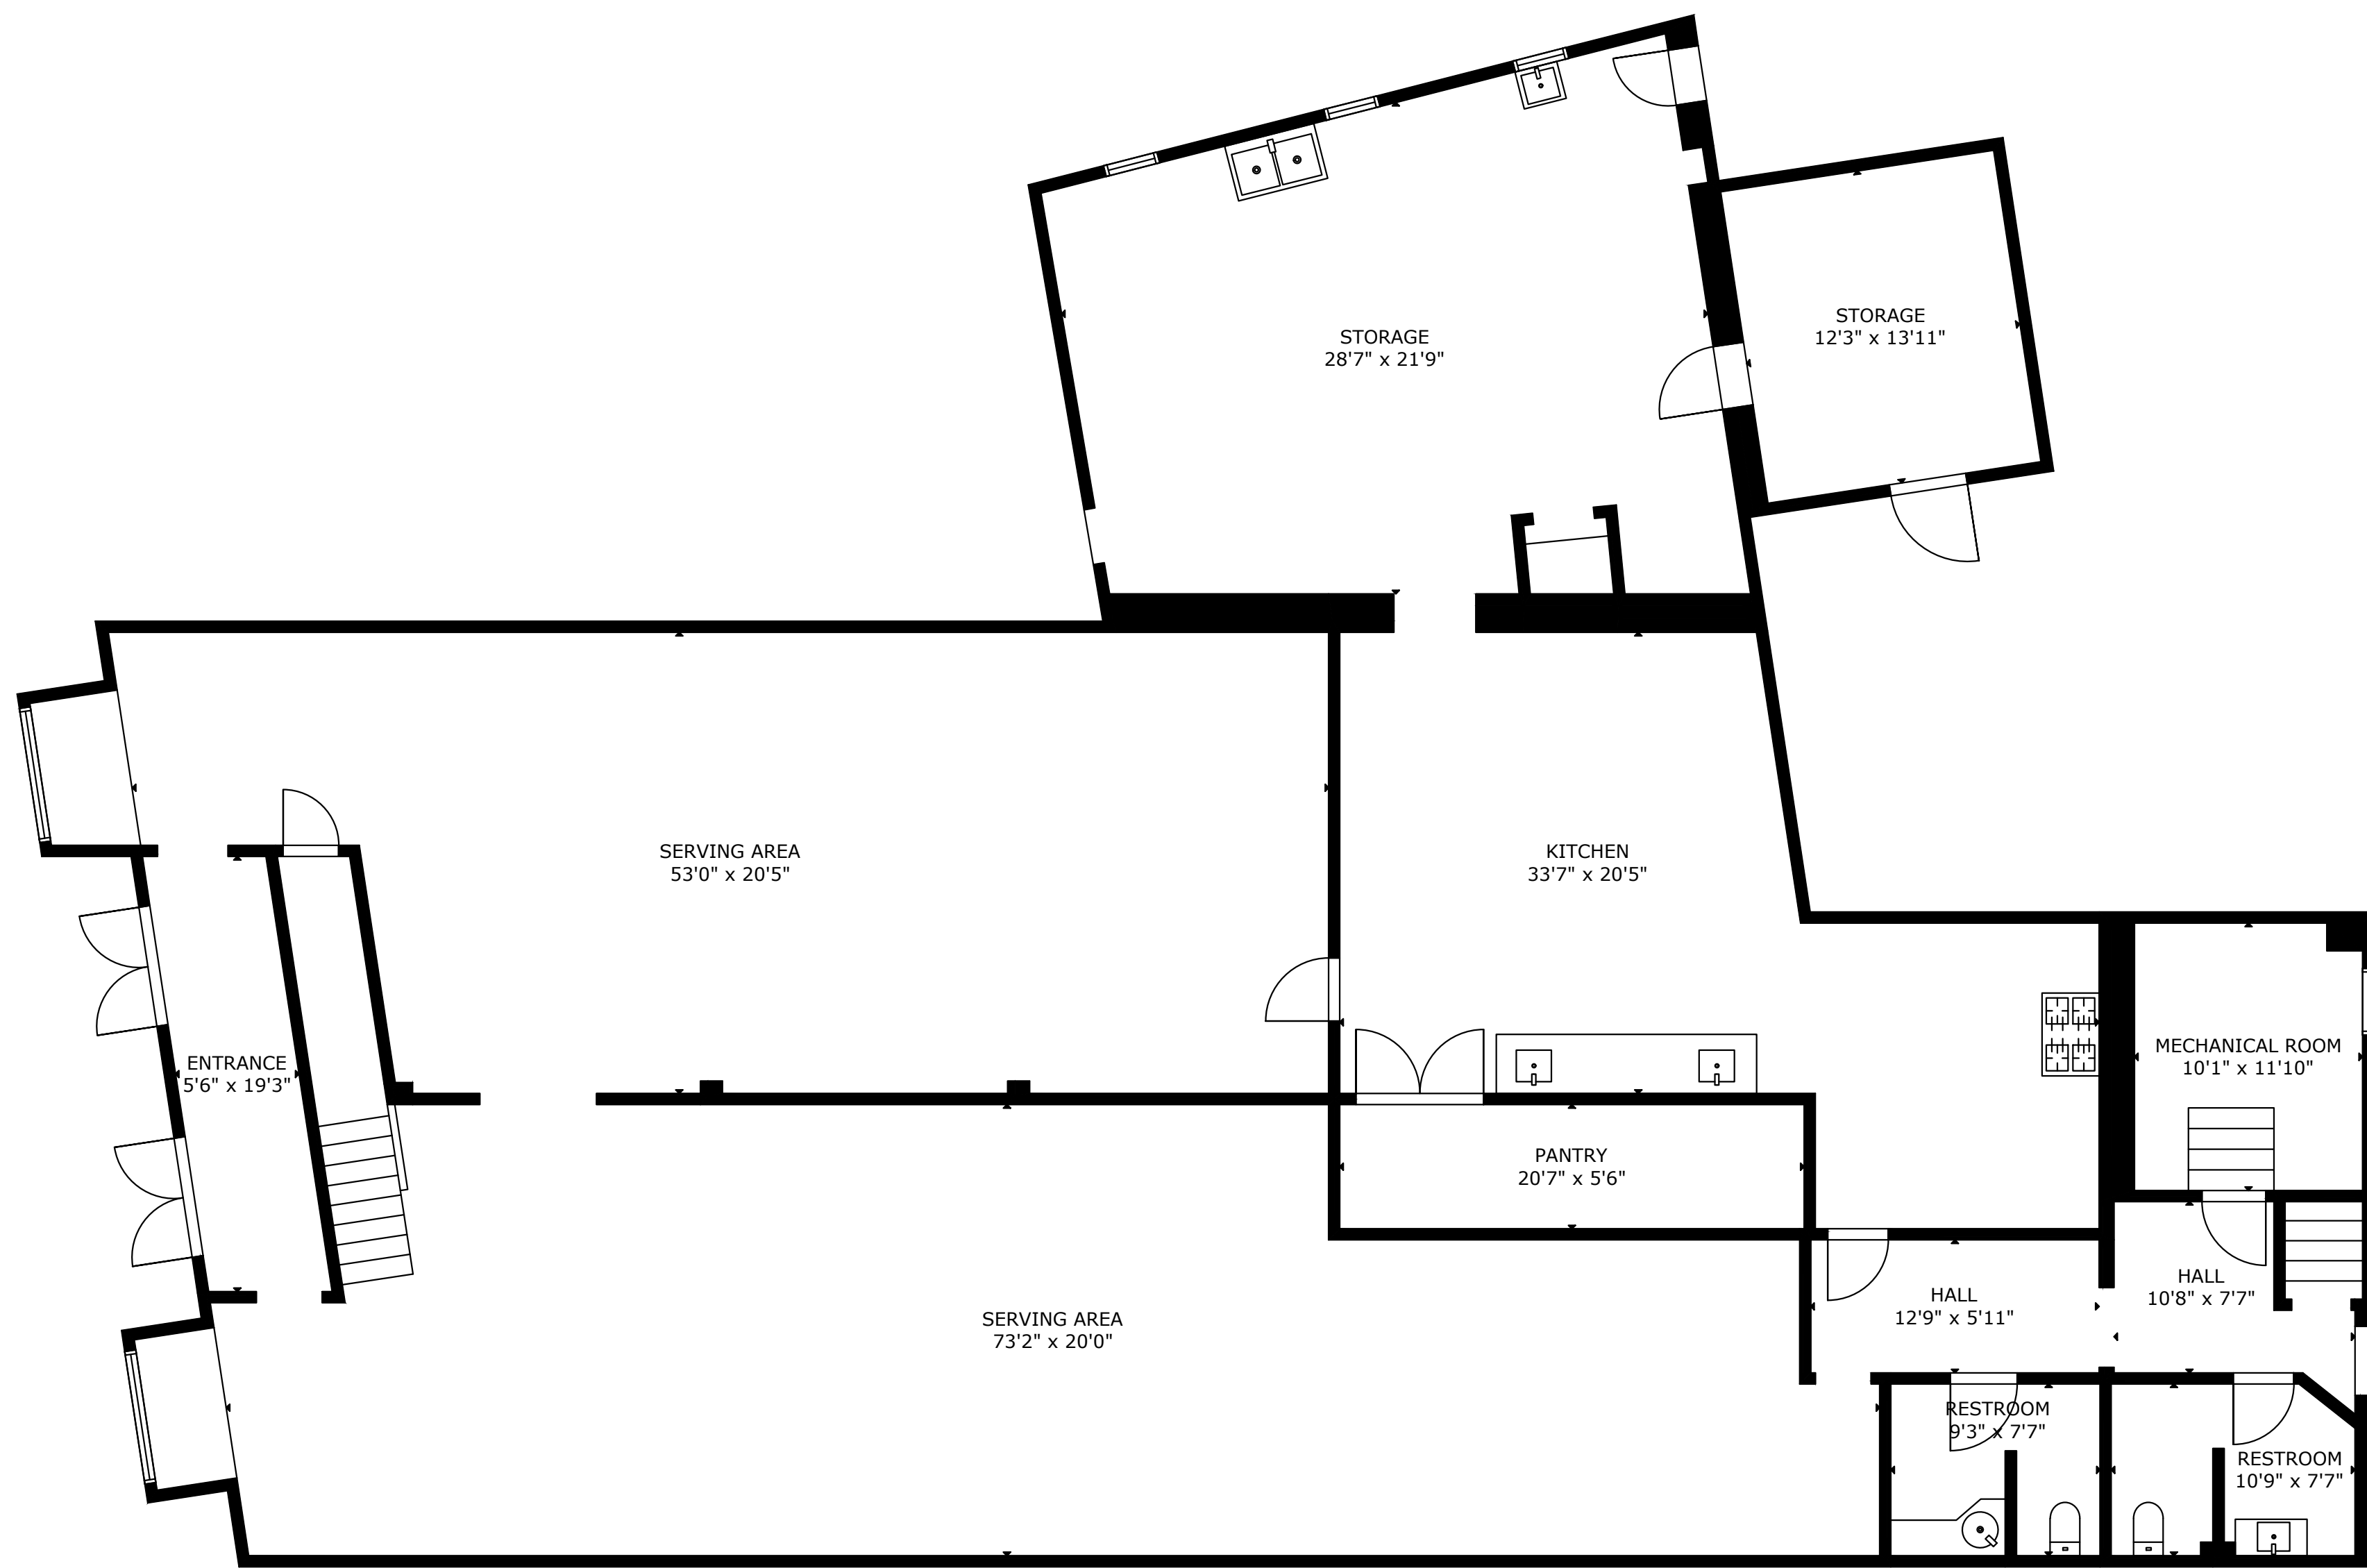 STORAGE
28'7" x 21'9"
STORAGE
12'3" x 13'11"
SERVING AREA
53'0" x 20'5"
KITCHEN
33'7" x 20'5"
ENTRANCE
5'6" x 19'3"
MECHANICAL ROOM
10'1" x 11'10"
PANTRY
20'7" x 5'6"
HALL
12'9" x 5'11"
HALL
10'8" x 7'7"
SERVING AREA
73'2" x 20'0"
RESTROOM
9'3" x 7'7"
RESTROOM
10'9" x 7'7"